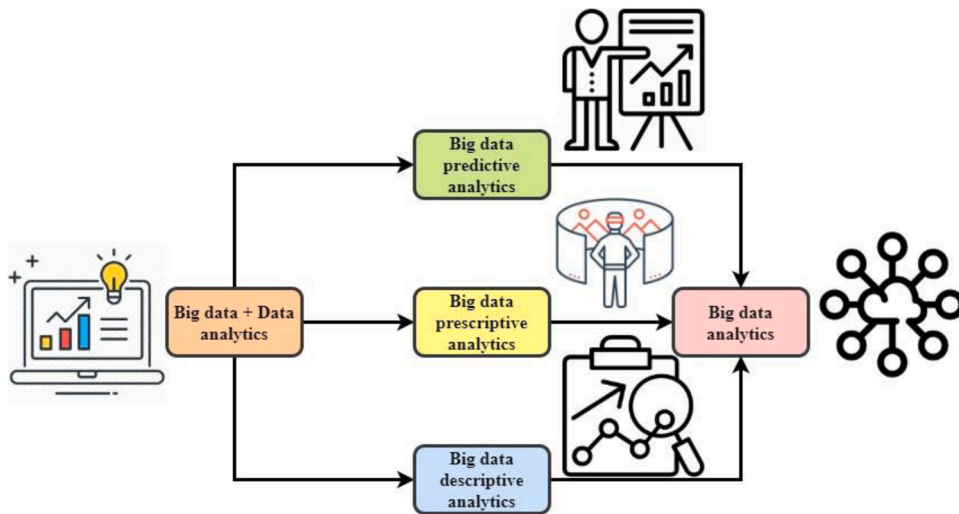 Big data
predictive
analytics
Big data + Data
analytics
Big data
prescriptive
analytics
Big data
analytics
Big data
descriptive
analytics